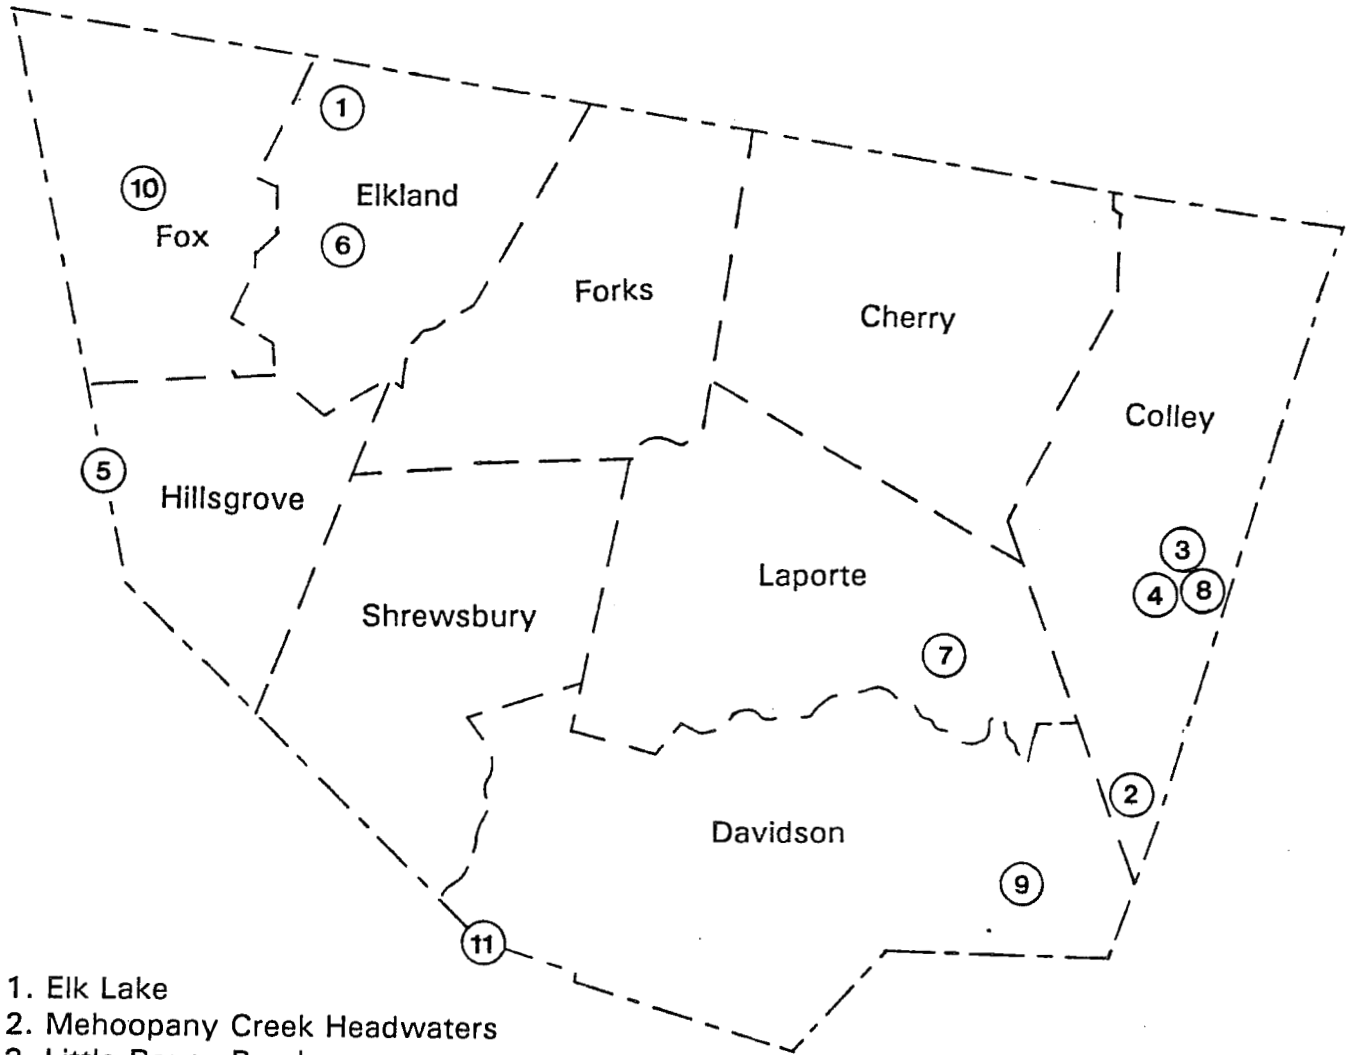 1
10
Elkland
Fox
6
Forks
Cherry
Colley
5
Hillsgrove
3
Laporte
4
8
Shrewsbury
7
2
Davidson
9
11
1. Elk Lake
2. Mehoopany Creek Headwaters